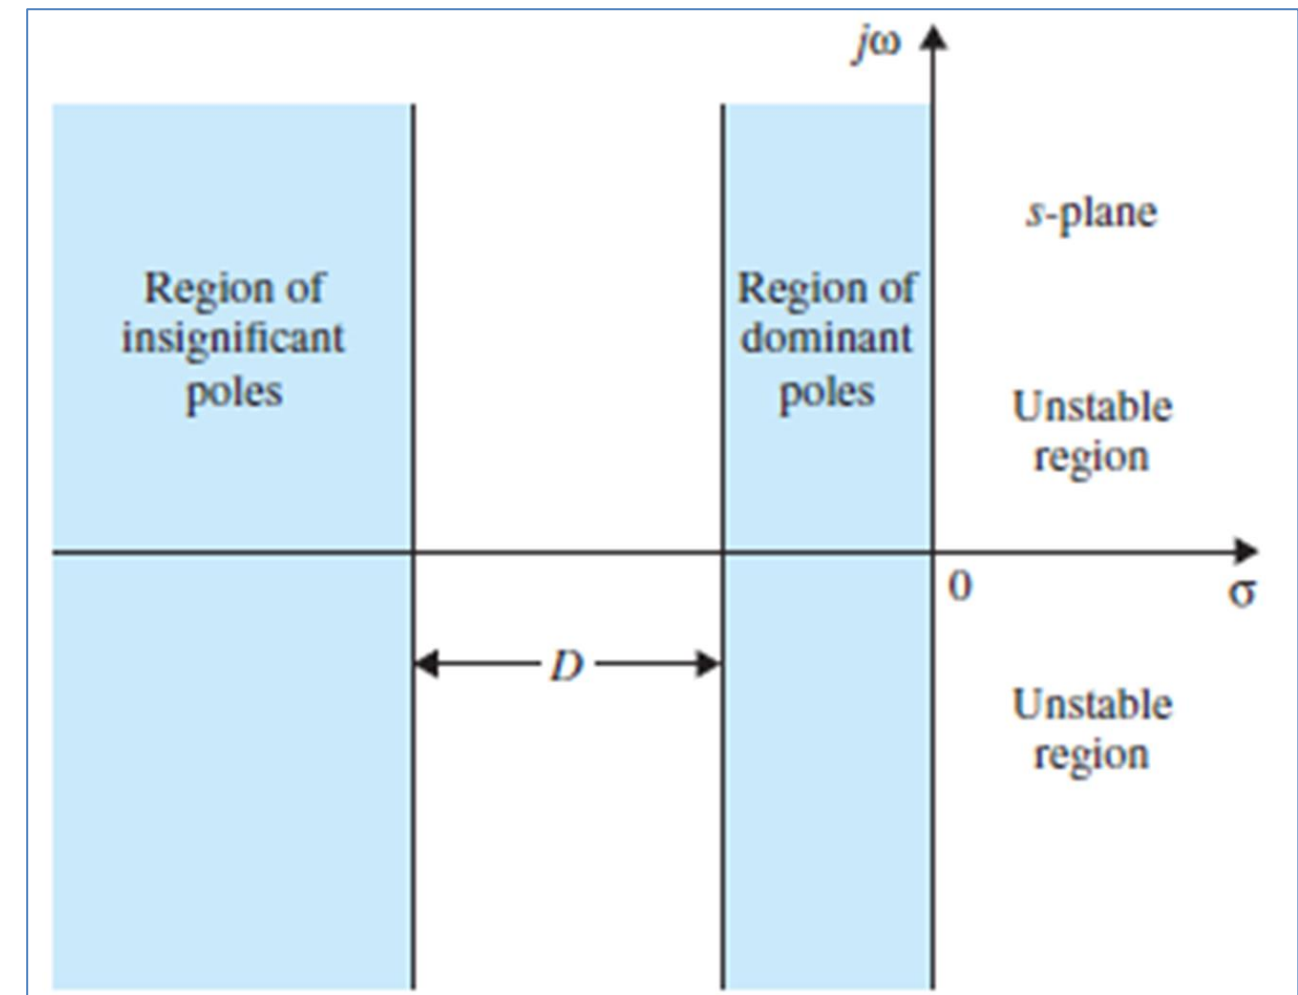 jω
s-plane
Region of
insignificant
poles
Region of
dominant
poles
Unstable
region
0
σ
D
Unstable
region